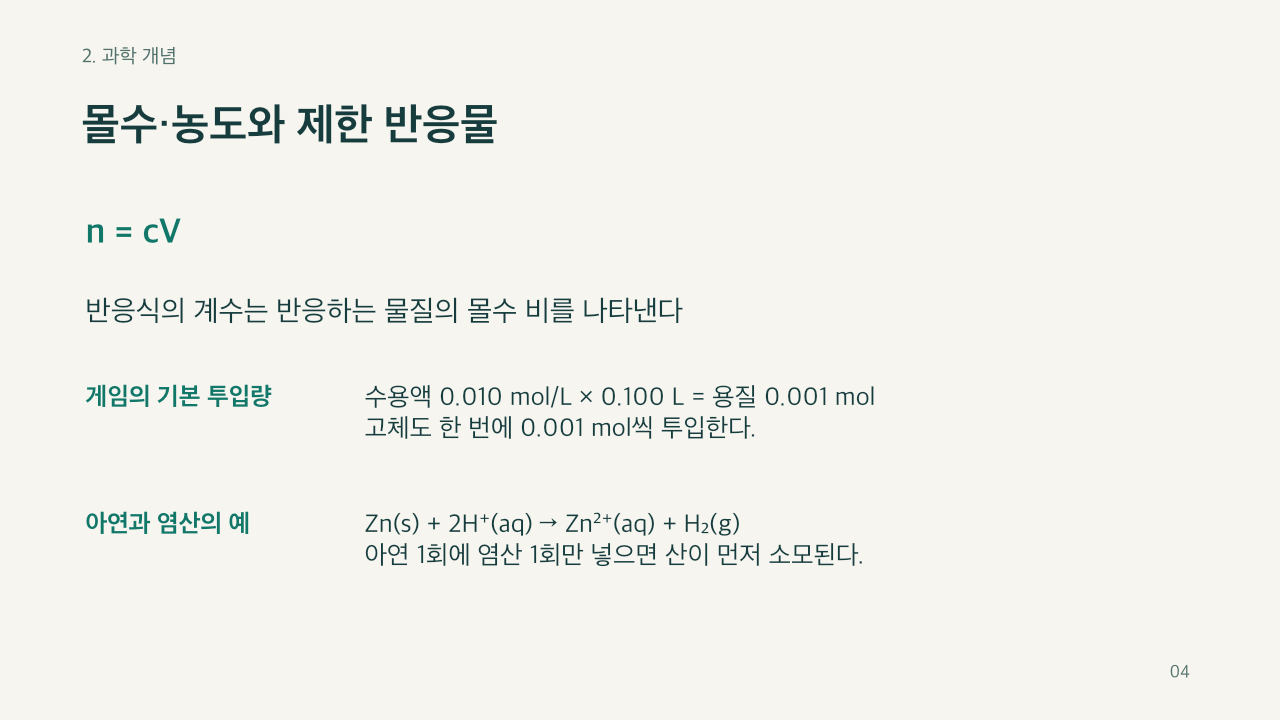 2. 과학 개념
몰수·농도와 제한 반응물
n = cV
반응식의 계수는 반응하는 물질의 몰수 비를 나타낸다
게임의 기본 투입량
수용액 0.010 mol/L × 0.100 L = 용질 0.001 mol
고체도 한 번에 0.001 mol씩 투입한다.
아연과 염산의 예
Zn(s) + 2H⁺(aq) → Zn²⁺(aq) + H₂(g)
아연 1회에 염산 1회만 넣으면 산이 먼저 소모된다.
04